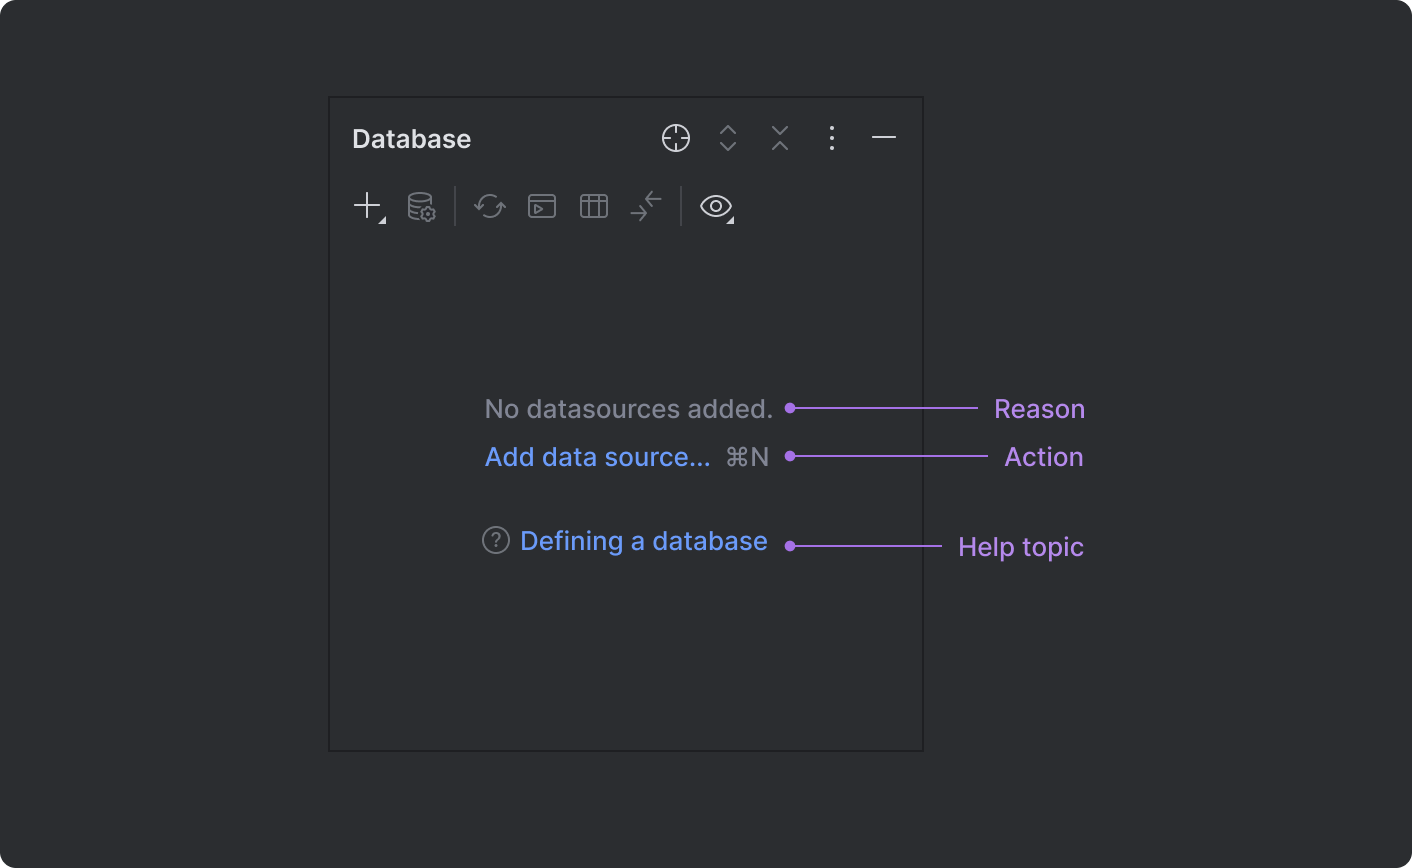 Database
No datasources added. Reason
Add data source... ⌘N Action
? Defining a database Help topic